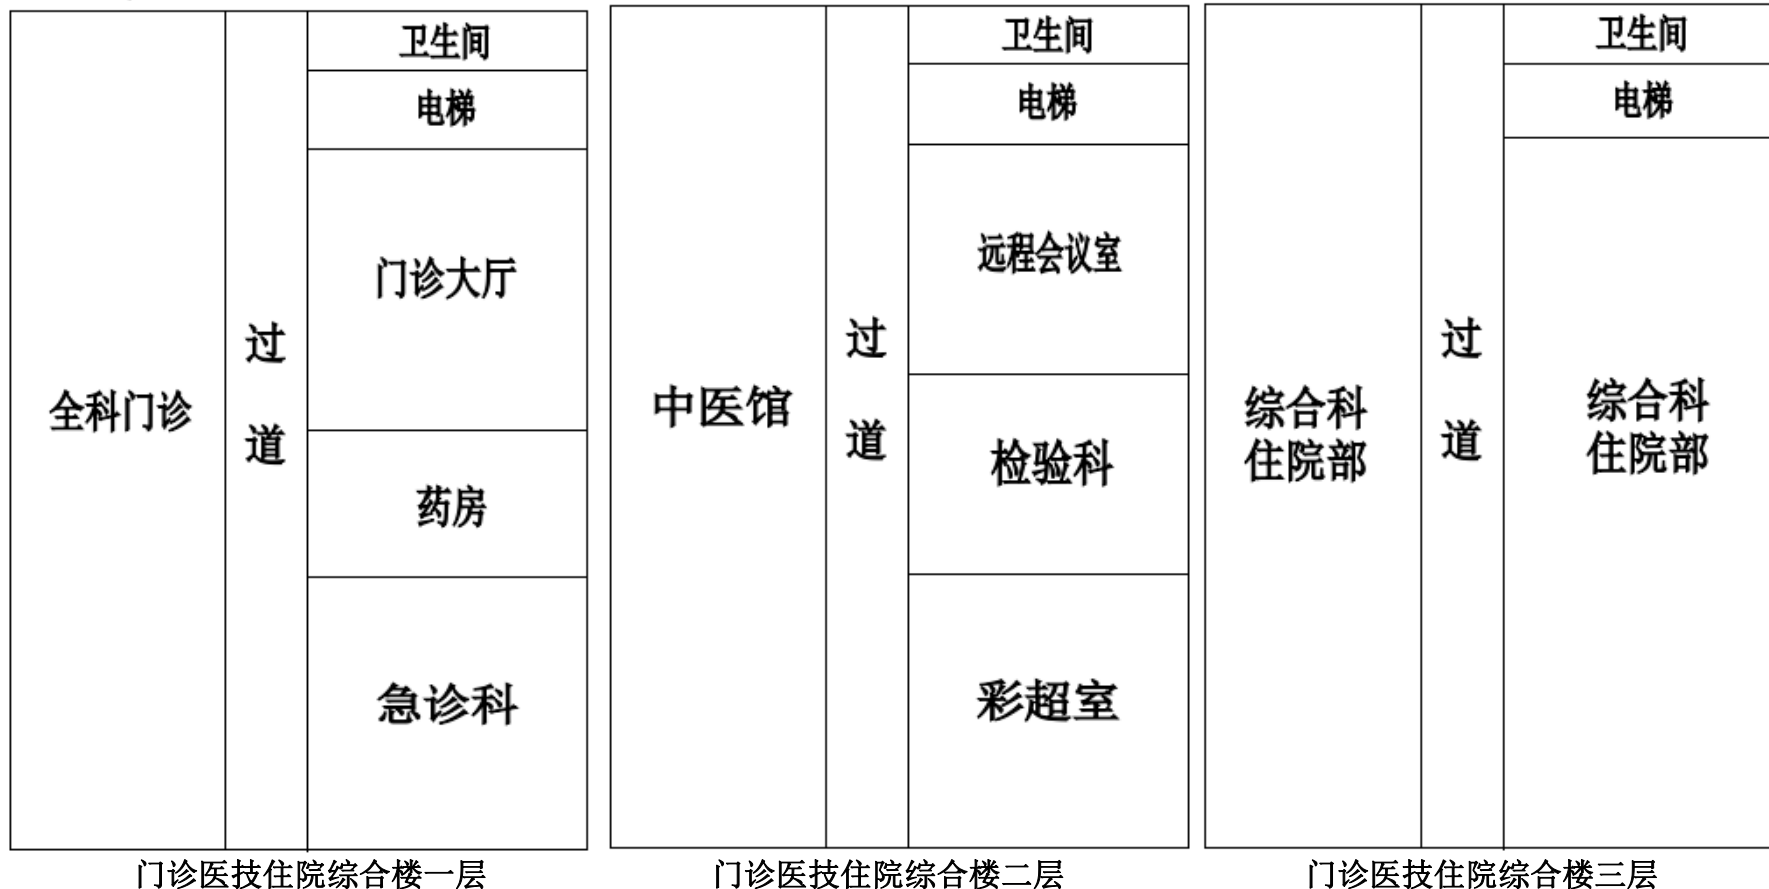 卫生间
电梯
门诊大厅
过
道
全科门诊
药房
急诊科
门诊医技住院综合楼一层
卫生间
电梯
远程会议室
过
道
中医馆
检验科
彩超室
门诊医技住院综合楼二层
卫生间
电梯
过
道
综合科
住院部
综合科
住院部
门诊医技住院综合楼三层